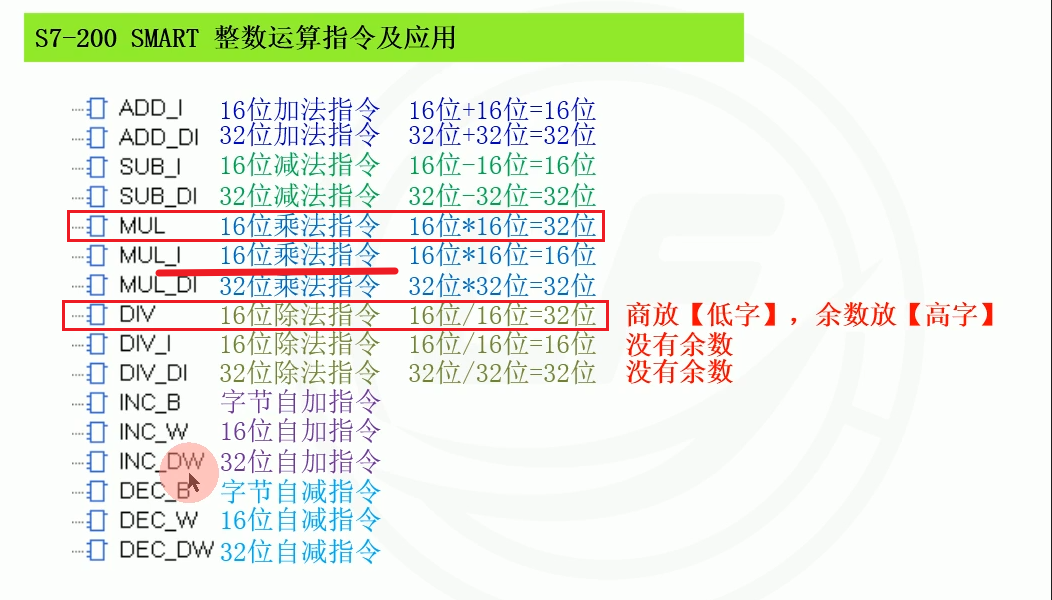 S7-200 SMART 整数运算指令及应用
ADD_I 16位加法指令 16位+16位=16位
ADD_DI 32位加法指令 32位+32位=32位
SUB_I 16位减法指令 16位-16位=16位
SUB_DI 32位减法指令 32位-32位=32位
MUL 16位乘法指令 16位*16位=32位
MUL_I 16位乘法指令 16位*16位=16位
MUL_DI 32位乘法指令 32位*32位=32位
DIV 16位除法指令 16位/16位=32位 商放【低字】，余数放【高字】
DIV_I 16位除法指令 16位/16位=16位 没有余数
DIV_DI 32位除法指令 32位/32位=32位 没有余数
INC_B 字节自加指令
INC_W 16位自加指令
INC_DW 32位自加指令
DEC_B 字节自减指令
DEC_W 16位自减指令
DEC_DW 32位自减指令